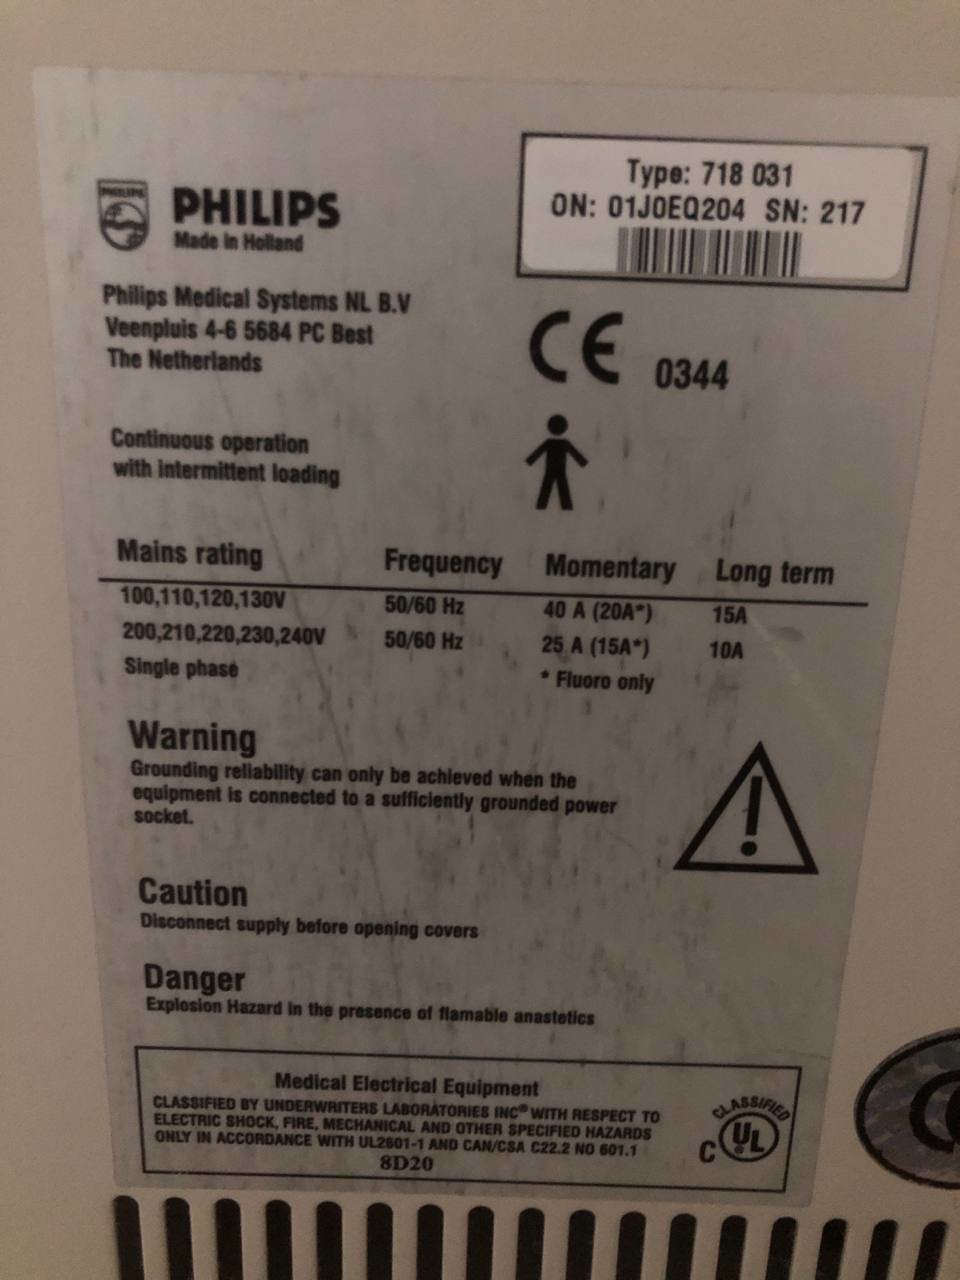 PHILIPS
PHILIPS
Made in Holland
Type: 718 031
ON: 01J0EQ204 SN: 217
Philips Medical Systems NL B.V
Veenpluis 4-6 5684 PC Best
The Netherlands
CE 0344
Continuous operation
with intermittent loading
Mains rating Frequency Momentary Long term
100,110,120,130V 50/60 Hz 40 A (20A*) 15A
200,210,220,230,240V 50/60 Hz 25 A (15A*) 10A
Single phase * Fluoro only
Warning
Grounding reliability can only be achieved when the
equipment is connected to a sufficiently grounded power
socket.
Caution
Disconnect supply before opening covers
Danger
Explosion Hazard in the presence of flamable anastetics
Medical Electrical Equipment
CLASSIFIED BY UNDERWRITERS LABORATORIES INC® WITH RESPECT TO
ELECTRIC SHOCK, FIRE, MECHANICAL AND OTHER SPECIFIED HAZARDS
ONLY IN ACCORDANCE WITH UL2601-1 AND CAN/CSA C22.2 NO 601.1
8D20
CLASSIFIED
C UL